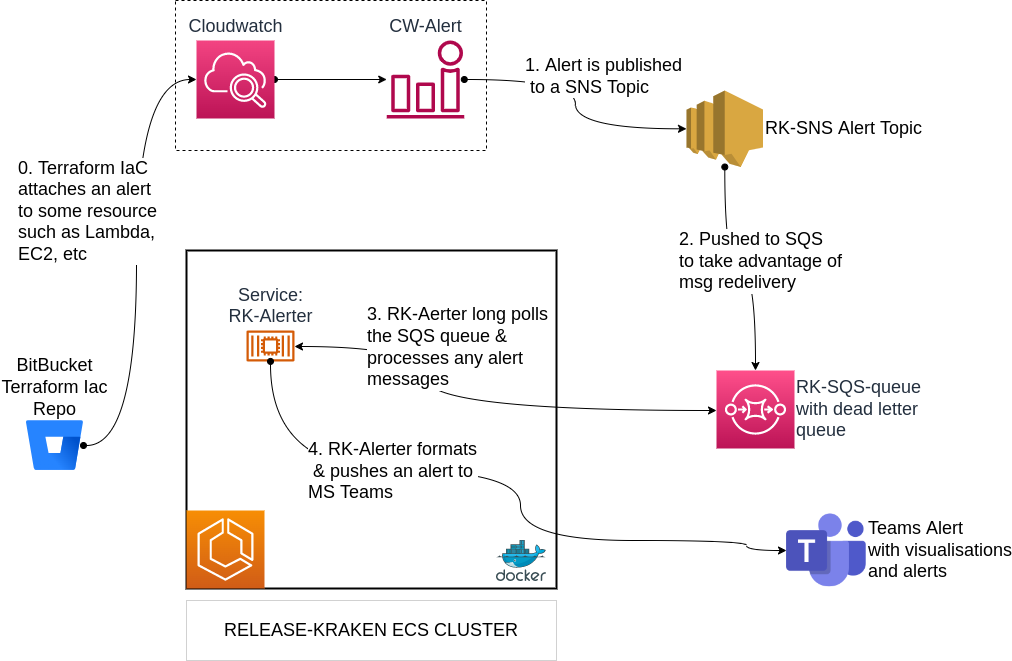 Cloudwatch
CW-Alert
1. Alert is published
to a SNS Topic
RK-SNS Alert Topic
0. Terraform IaC
attaches an alert
to some resource
such as Lambda,
EC2, etc
2. Pushed to SQS
to take advantage of
msg redelivery
Service:
RK-Alerter
3. RK-Aerter long polls
the SQS queue &
processes any alert
messages
BitBucket
Terraform Iac
Repo
RK-SQS-queue
with dead letter
queue
4. RK-Alerter formats
& pushes an alert to
MS Teams
T
Teams Alert
with visualisations
and alerts
docker
RELEASE-KRAKEN ECS CLUSTER